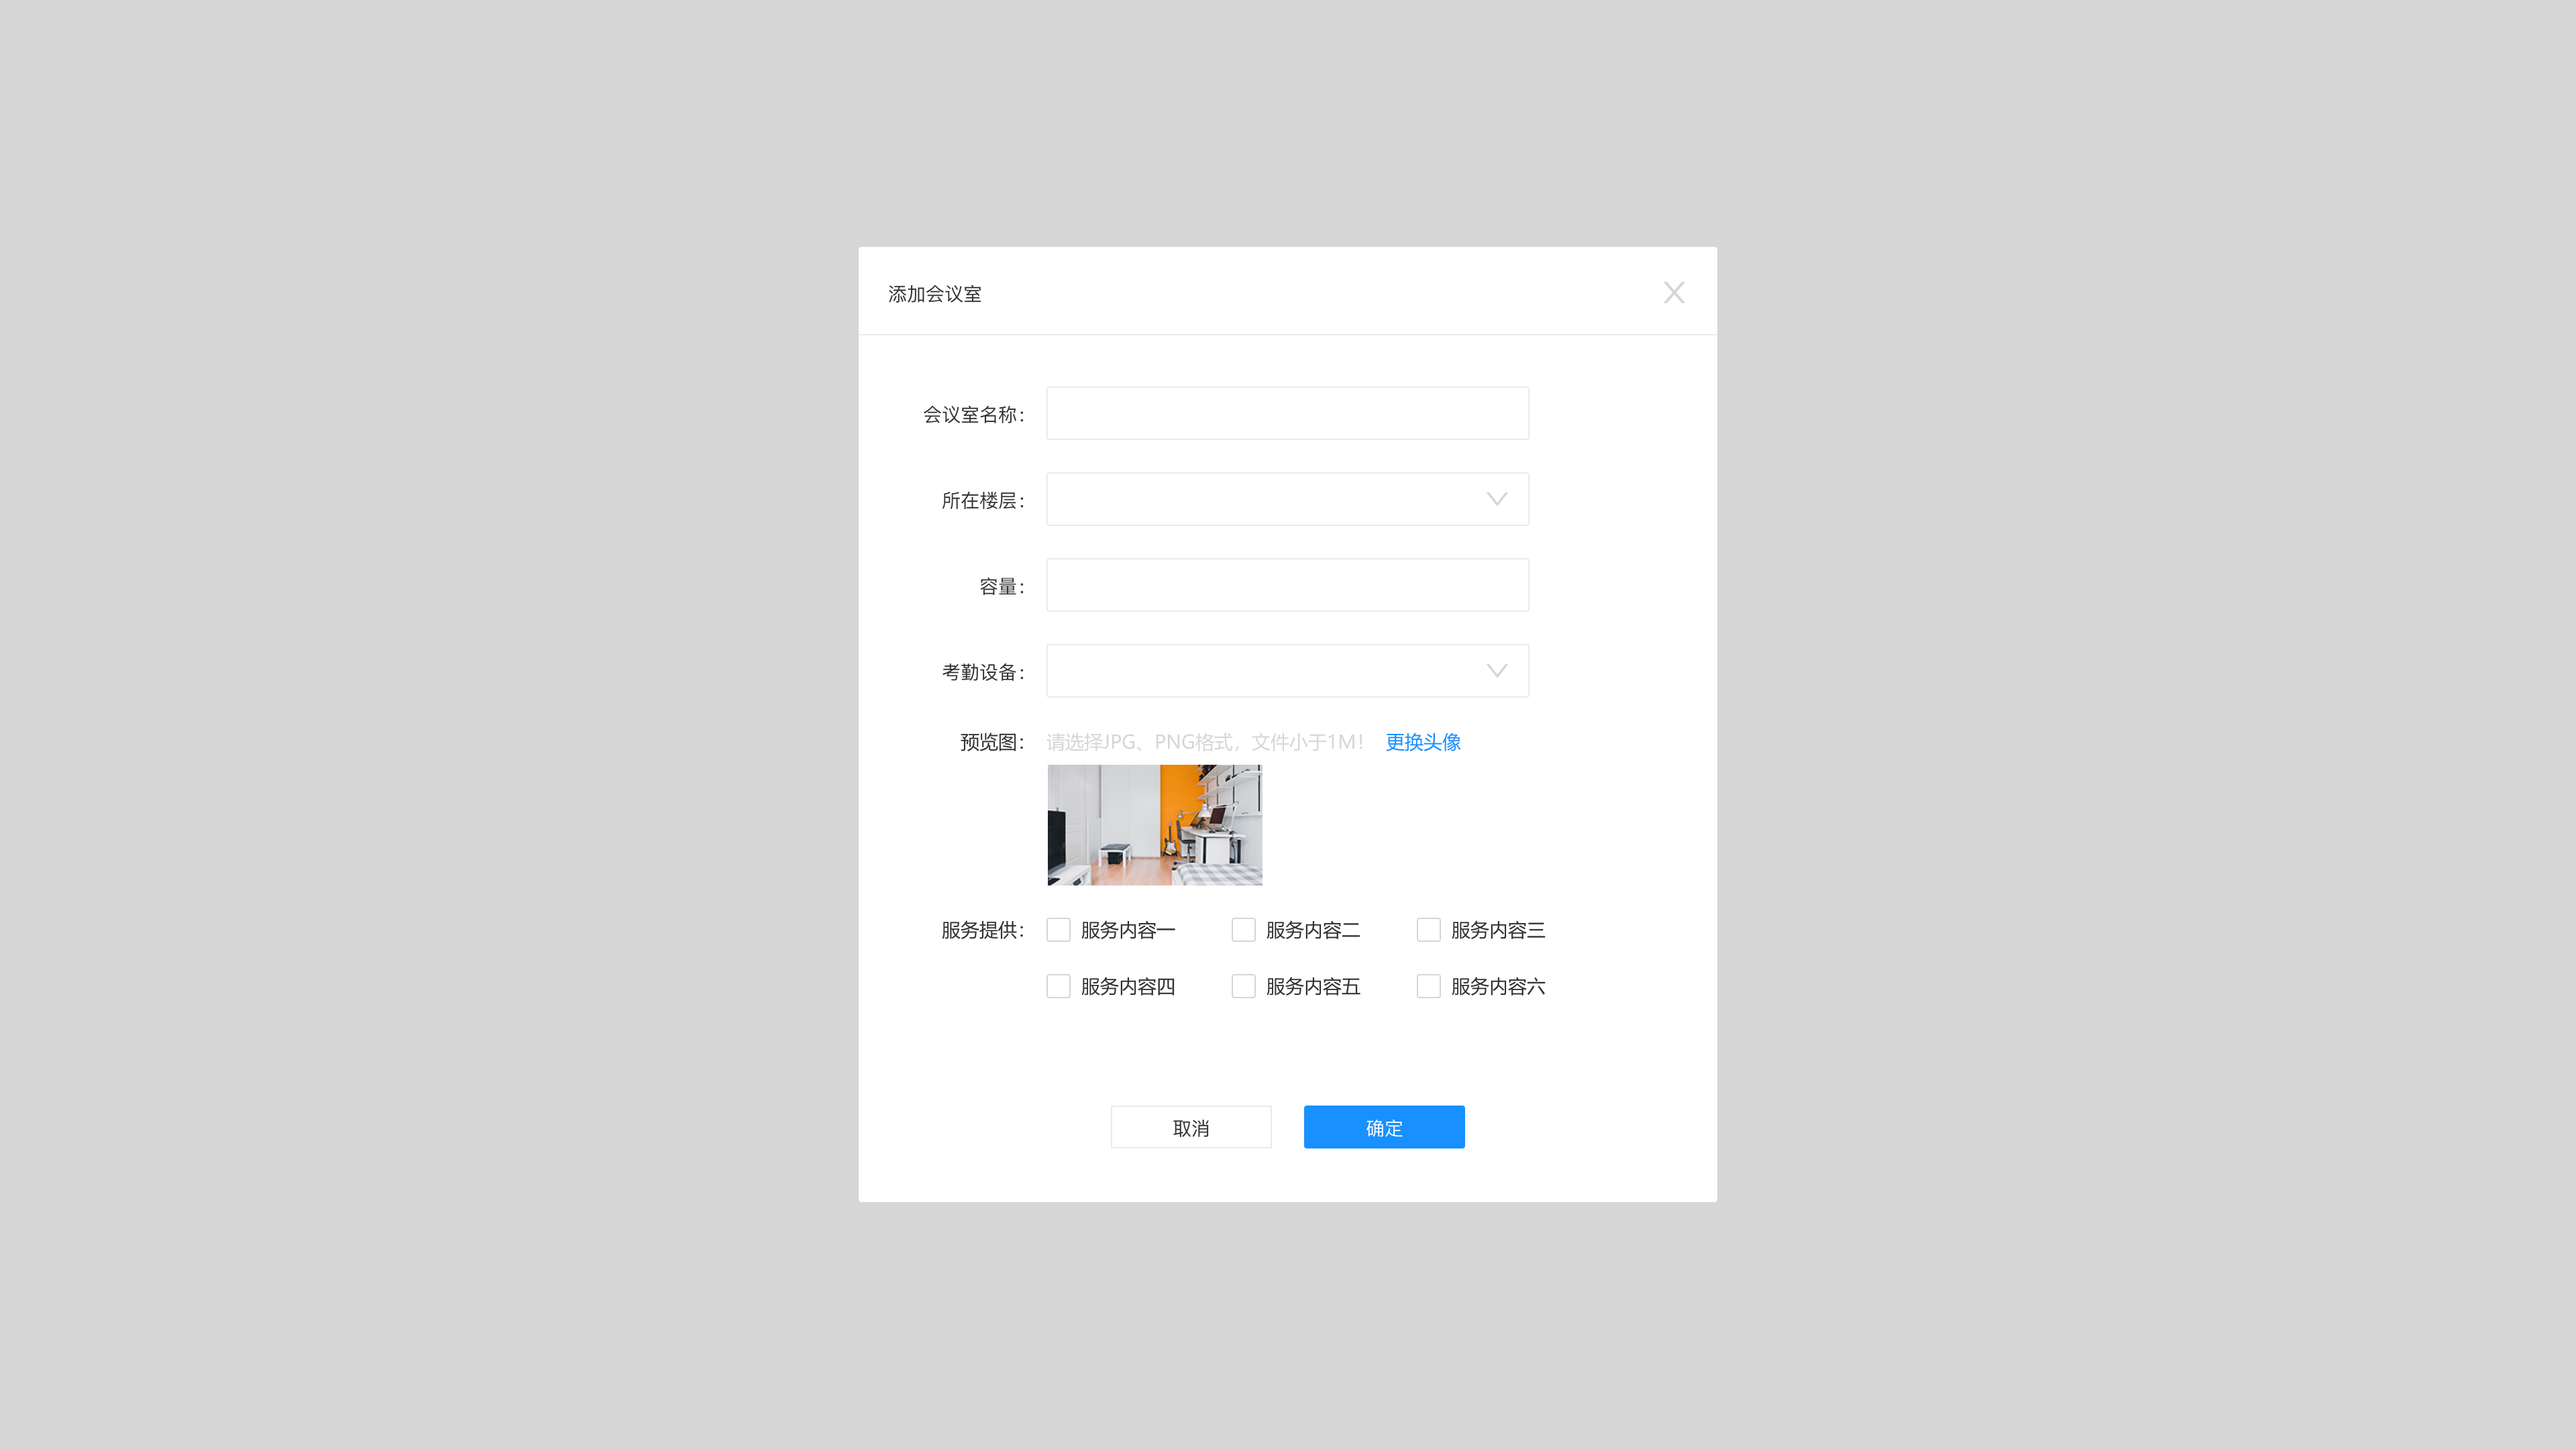 添加会议室
会议室名称：
所在楼层：
容量：
考勤设备：
预览图： 请选择JPG、PNG格式，文件小于1M！ 更换头像
服务提供： 服务内容一 服务内容二 服务内容三
服务内容四 服务内容五 服务内容六
取消 确定